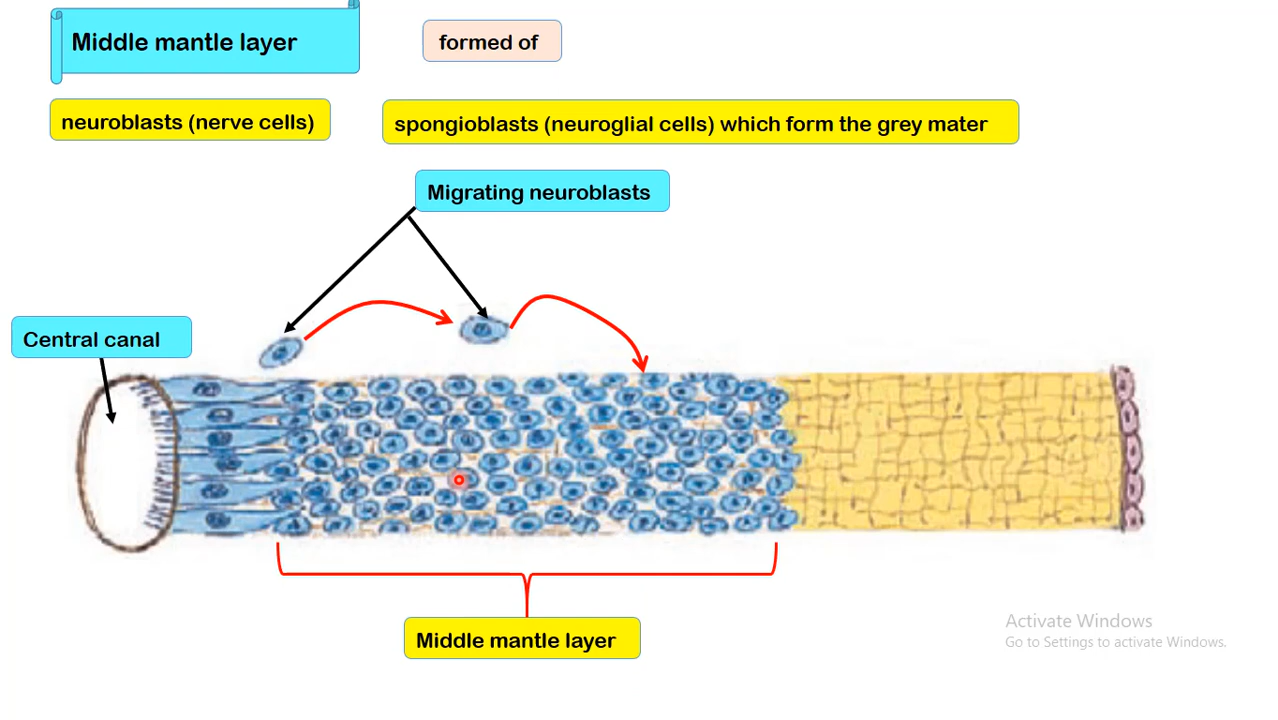 Middle mantle layer
formed of
neuroblasts (nerve cells)
spongioblasts (neuroglial cells) which form the grey mater
Migrating neuroblasts
Central canal
Middle mantle layer
Activate Windows
Go to Settings to activate Windows.